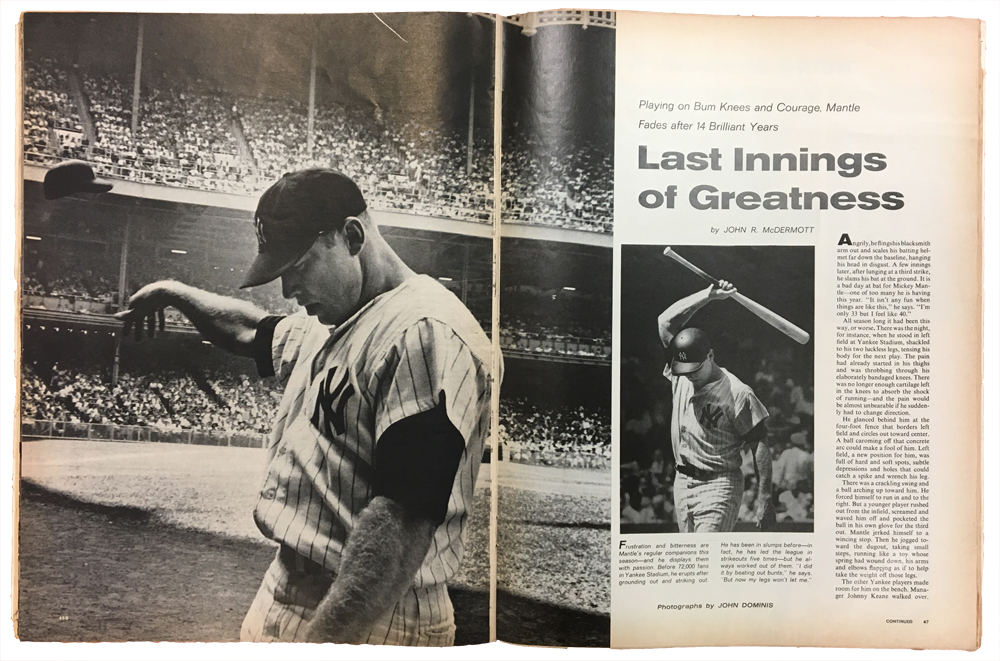 Playing on Bum Knees and Courage, Mantle
Fades after 14 Brilliant Years
Last Innings
of Greatness
by JOHN R. McDERMOTT
Frustration and bitterness are
Mantle's regular companions this
season—and he displays them
with passion. Before 72,000 fans
in Yankee Stadium, he erupts after
grounding out and striking out.
He has been in slumps before—in
fact, he has led the league in
strikeouts five times—but he al-
ways worked out of them. "I did
it by beating out bunts," he says.
"But now my legs won't let me."
Photographs by JOHN DOMINIS
Angrily, he flings his blacksmith
arm out and scales his batting hel-
met far down the baseline, hanging
his head in disgust. A few innings
later, after lunging at a third strike,
he slams his bat at the ground. It is
a bad day at bat for Mickey Man-
tle—one of too many he is having
this year. "It isn't any fun when
things are like this," he says. "I'm
only 33 but I feel like 40."
All season long it had been this
way, or worse. There was the night,
for instance, when he stood in left
field at Yankee Stadium, shackled
to his two luckless legs, tensing his
body for the next play. The pain
had already started in his thighs
and was throbbing through his
elaborately bandaged knees. There
was no longer enough cartilage left
in the knees to absorb the shock
of running—and the pain would
be almost unbearable if he sudden-
ly had to change direction.
He glanced behind him at the
four-foot fence that borders left
field and circles out toward center.
A ball caroming off that concrete
arc could make a fool of him. Left
field, a new position for him, was
full of hard and soft spots, subtle
depressions and holes that could
catch a spike and wrench his leg.
There was a crackling swing and
a ball arching up toward him. He
forced himself to run in and to the
right. But a younger player rushed
out from the infield, screamed and
waved him off and pocketed the
ball in his own glove for the third
out. Mantle jerked himself to a
wincing stop. Then he jogged to-
ward the dugout, taking small
steps, running like a toy whose
spring had wound down, his arms
and elbows flapping as if to help
take the weight off those legs.
The other Yankee players made
room for him on the bench. Mana-
ger Johnny Keane walked over.
CONTINUED 47
NY
NY